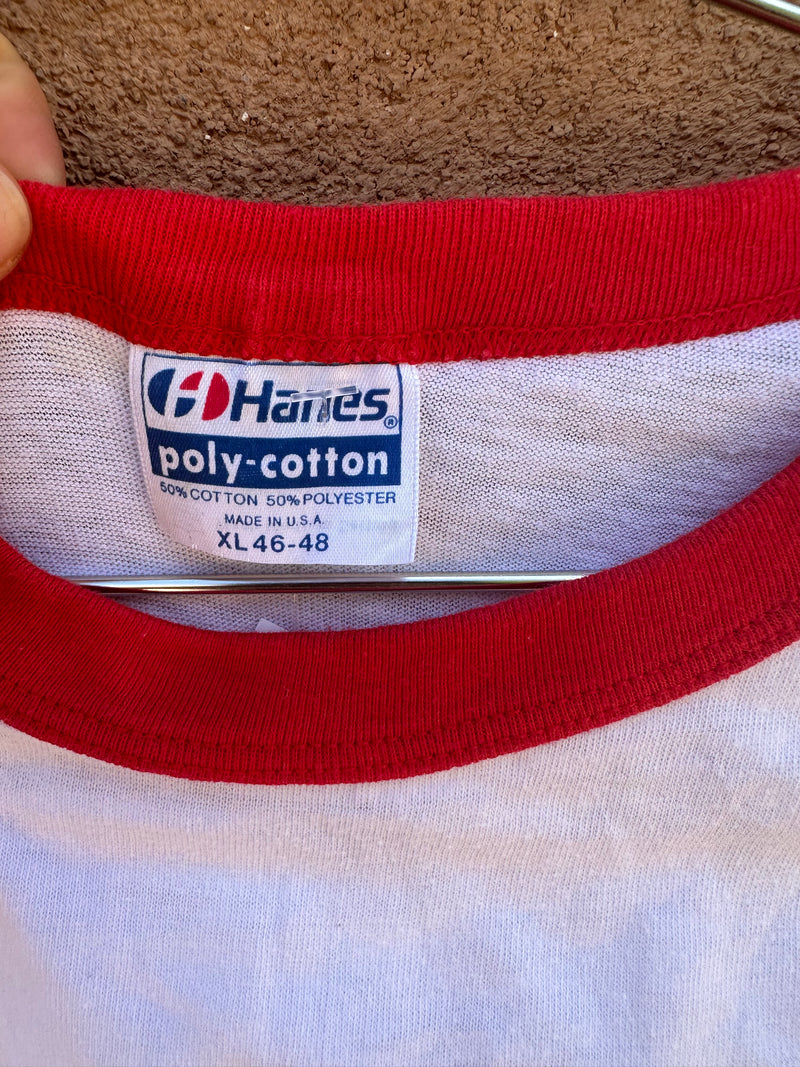 Hanes®
poly-cotton
50% COTTON 50% POLYESTER
MADE IN U.S.A.
XL 46-48